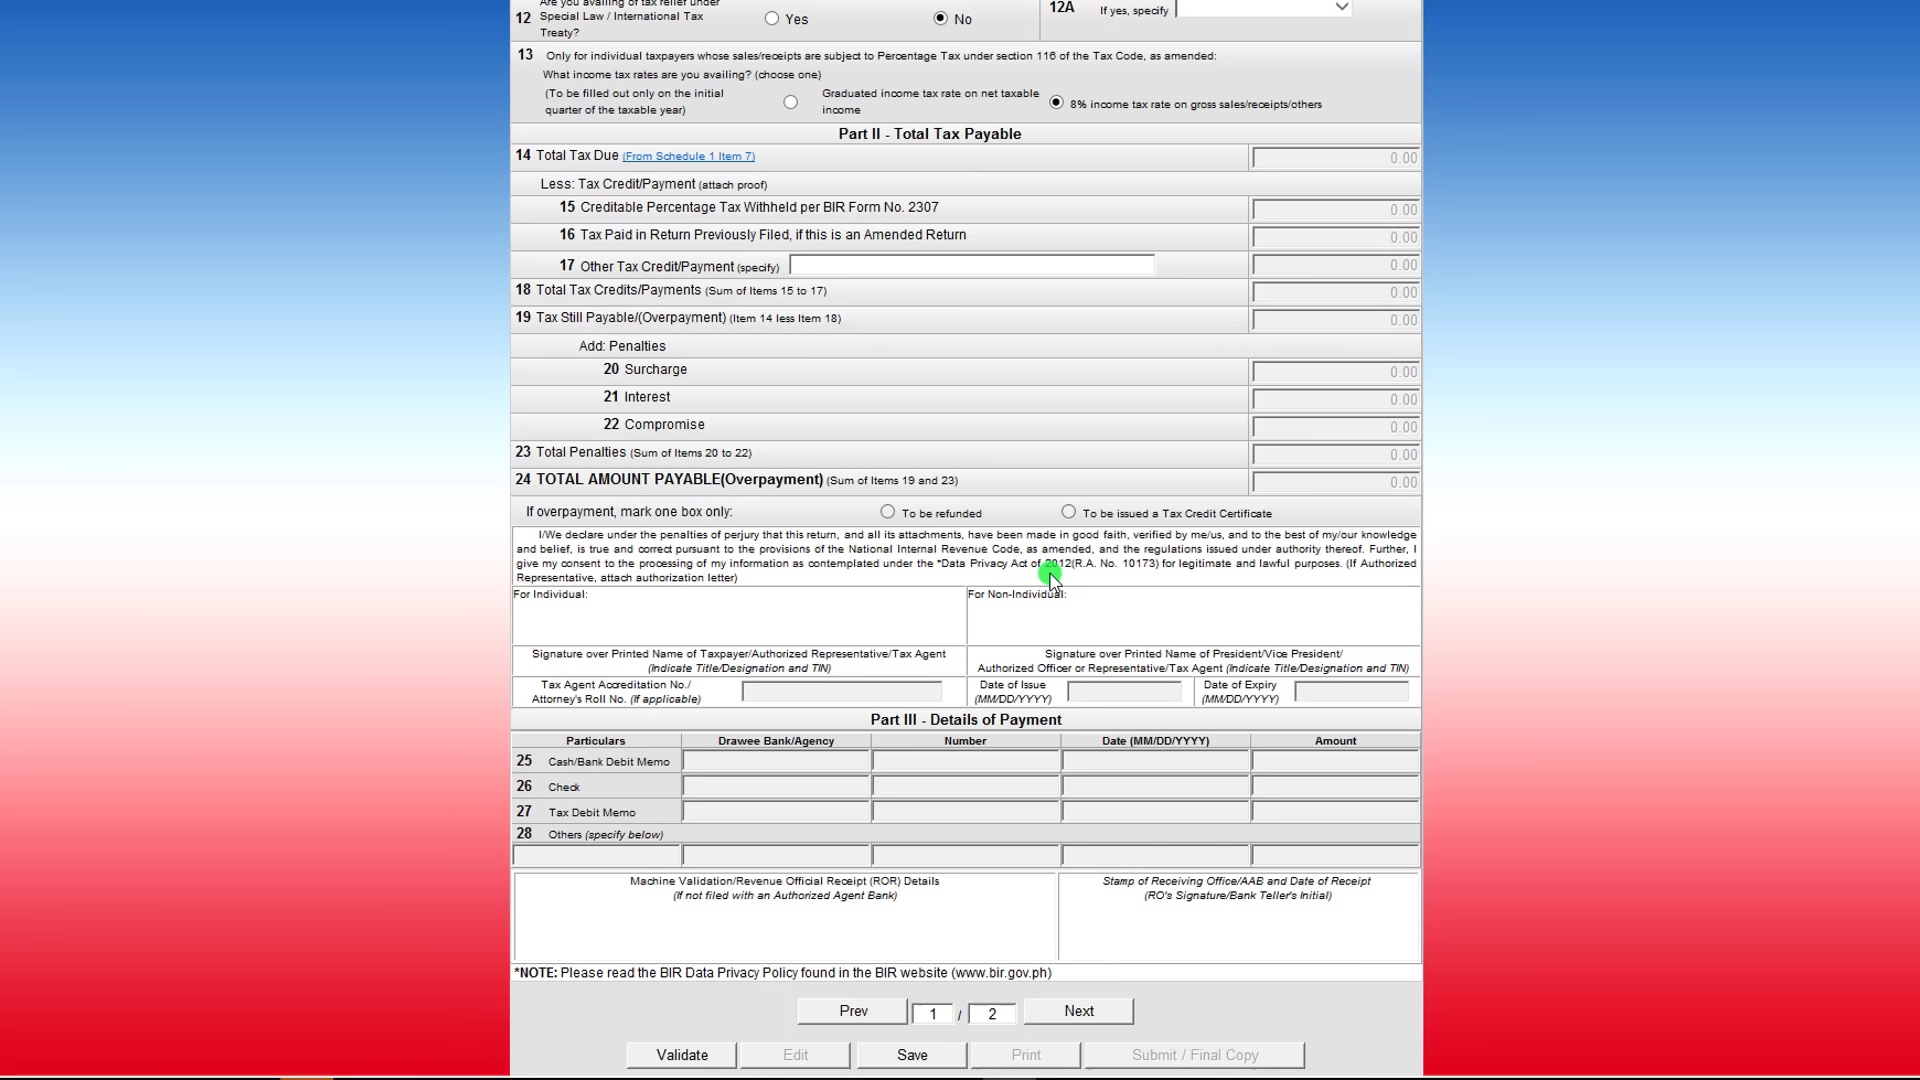 Are you availing of tax relief under
12 Special Law / International Tax
Treaty?
Yes
No
12A If yes, specify
13 Only for individual taxpayers whose sales/receipts are subject to Percentage Tax under section 116 of the Tax Code, as amended:
What income tax rates are you availing? (choose one)
(To be filled out only on the initial
quarter of the taxable year)
Graduated income tax rate on net taxable
income
8% income tax rate on gross sales/receipts/others
Part II - Total Tax Payable
14 Total Tax Due (From Schedule 1 Item 7) 0.00
Less: Tax Credit/Payment (attach proof)
15 Creditable Percentage Tax Withheld per BIR Form No. 2307 0.00
16 Tax Paid in Return Previously Filed, if this is an Amended Return 0.00
17 Other Tax Credit/Payment (specify) 0.00
18 Total Tax Credits/Payments (Sum of Items 15 to 17) 0.00
19 Tax Still Payable/(Overpayment) (Item 14 less Item 18) 0.00
Add: Penalties
20 Surcharge 0.00
21 Interest 0.00
22 Compromise 0.00
23 Total Penalties (Sum of Items 20 to 22) 0.00
24 TOTAL AMOUNT PAYABLE(Overpayment) (Sum of Items 19 and 23) 0.00
If overpayment, mark one box only:
To be refunded
To be issued a Tax Credit Certificate
I/We declare under the penalties of perjury that this return, and all its attachments, have been made in good faith, verified by me/us, and to the best of my/our knowledge
and belief, is true and correct pursuant to the provisions of the National Internal Revenue Code, as amended, and the regulations issued under authority thereof. Further, I
give my consent to the processing of my information as contemplated under the *Data Privacy Act of 2012(R.A. No. 10173) for legitimate and lawful purposes. (If Authorized
Representative, attach authorization letter)
For Individual:
For Non-Individual:
Signature over Printed Name of Taxpayer/Authorized Representative/Tax Agent
(Indicate Title/Designation and TIN)
Signature over Printed Name of President/Vice President/
Authorized Officer or Representative/Tax Agent (Indicate Title/Designation and TIN)
Tax Agent Accreditation No./
Attorney's Roll No. (If applicable)
Date of Issue
(MM/DD/YYYY)
Date of Expiry
(MM/DD/YYYY)
Part III - Details of Payment
Particulars Drawee Bank/Agency Number Date (MM/DD/YYYY) Amount
25 Cash/Bank Debit Memo
26 Check
27 Tax Debit Memo
28 Others (specify below)
Machine Validation/Revenue Official Receipt (ROR) Details
(If not filed with an Authorized Agent Bank)
Stamp of Receiving Office/AAB and Date of Receipt
(RO's Signature/Bank Teller's Initial)
*NOTE: Please read the BIR Data Privacy Policy found in the BIR website (www.bir.gov.ph)
Prev 1 / 2 Next
Validate Edit Save Print Submit / Final Copy